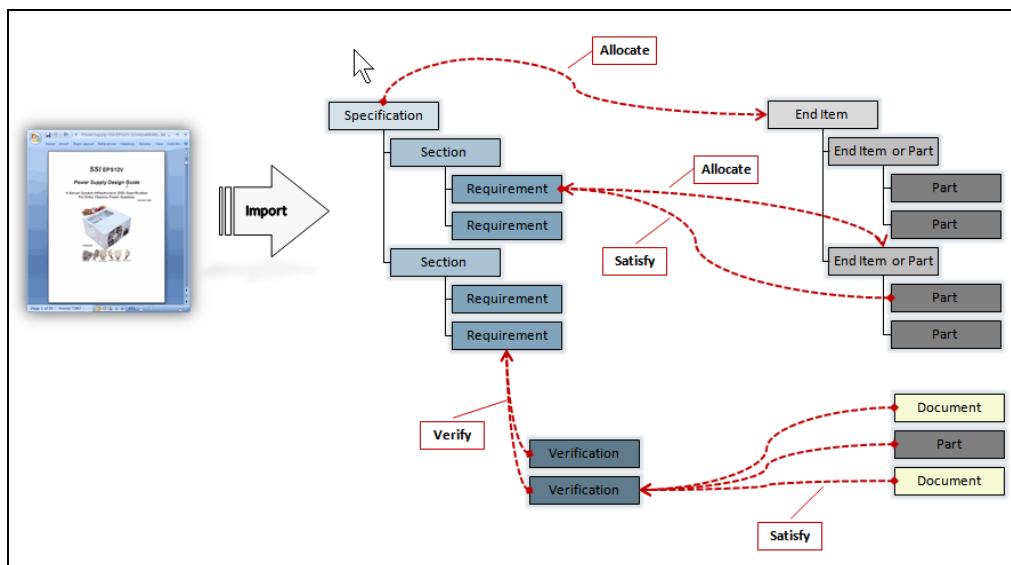 Allocate
Specification
End Item
Section
End Item or Part
Requirement
Allocate
Part
Requirement
Part
Import
SSI EPS12V
Power Supply Design Guide
Section
Satisfy
End Item or Part
Requirement
Part
Requirement
Part
Document
Verify
Verification
Part
Verification
Document
Satisfy